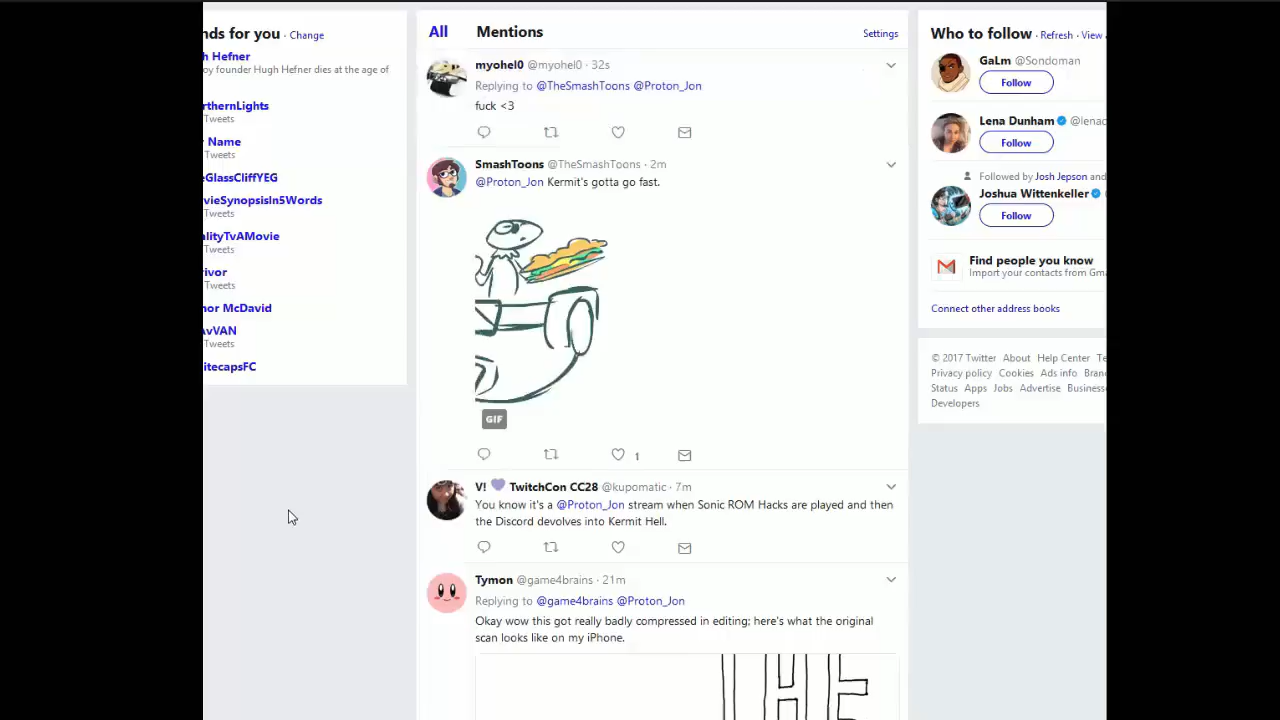 nds for you · Change
h Hefner
oy founder Hugh Hefner dies at the age of
rthernLights
Tweets
Name
Tweets
eGlassCliffYEG
vieSynopsisIn5Words
Tweets
alityTvAMovie
Tweets
rivor
Tweets
nor McDavid
AvVAN
Tweets
itecapsFC
All Mentions Settings
myohel0 @myohel0 · 32s
Replying to @TheSmashToons @Proton_Jon
fuck <3
SmashToons @TheSmashToons · 2m
@Proton_Jon Kermit's gotta go fast.
GIF
1
V! 💜 TwitchCon CC28 @kupomatic · 7m
You know it's a @Proton_Jon stream when Sonic ROM Hacks are played and then
the Discord devolves into Kermit Hell.
Tymon @game4brains · 21m
Replying to @game4brains @Proton_Jon
Okay wow this got really badly compressed in editing; here's what the original
scan looks like on my iPhone.
THE
Who to follow · Refresh · View
GaLm @Sondoman
Follow
Lena Dunham @lenad
Follow
Followed by Josh Jepson and
Joshua Wittenkeller
Follow
Find people you know
Import your contacts from Gma
Connect other address books
© 2017 Twitter About Help Center Te
Privacy policy Cookies Ads info Bran
Status Apps Jobs Advertise Business
Developers